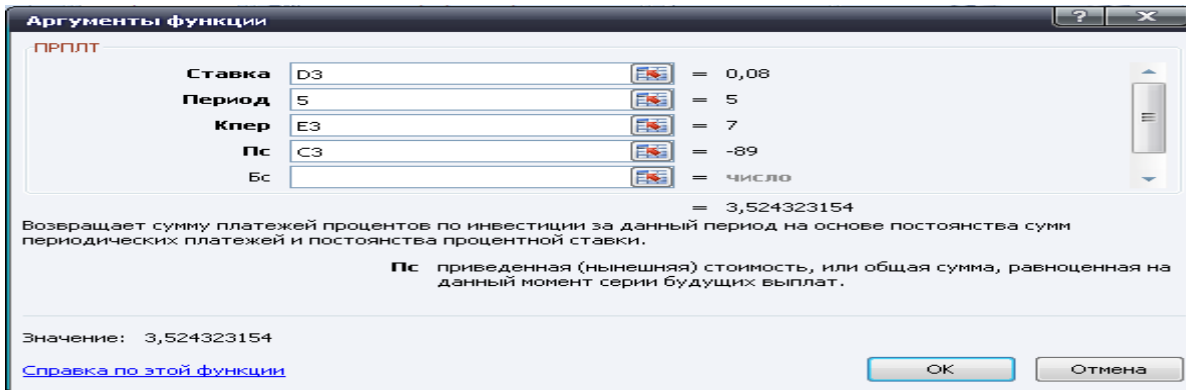 Аргументы функции
ПРПЛТ
Ставка D3 = 0,08
Период 5 = 5
Кпер E3 = 7
Пс C3 = -89
Бс = число
= 3,524323154
Возвращает сумму платежей процентов по инвестиции за данный период на основе постоянства сумм
периодических платежей и постоянства процентной ставки.
Пс приведенная (нынешняя) стоимость, или общая сумма, равноценная на
данный момент серии будущих выплат.
Значение: 3,524323154
Справка по этой функции OK Отмена